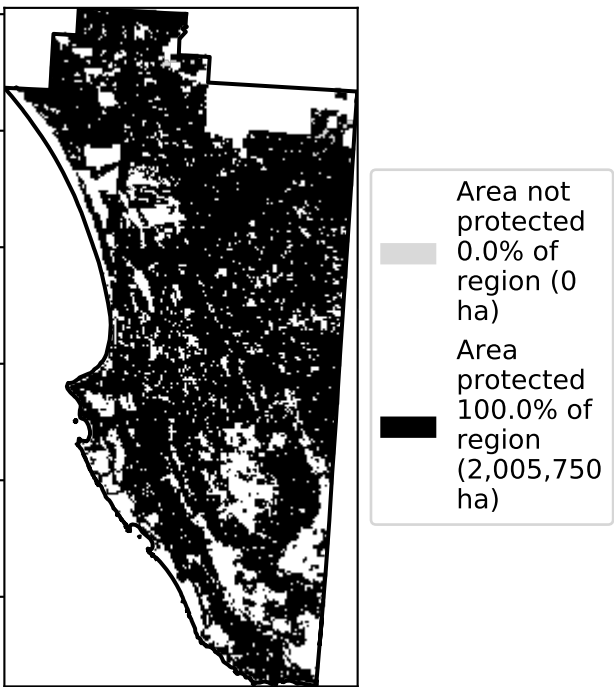 Area not
protected
0.0% of
region (0
ha)
Area
protected
100.0% of
region
(2,005,750
ha)